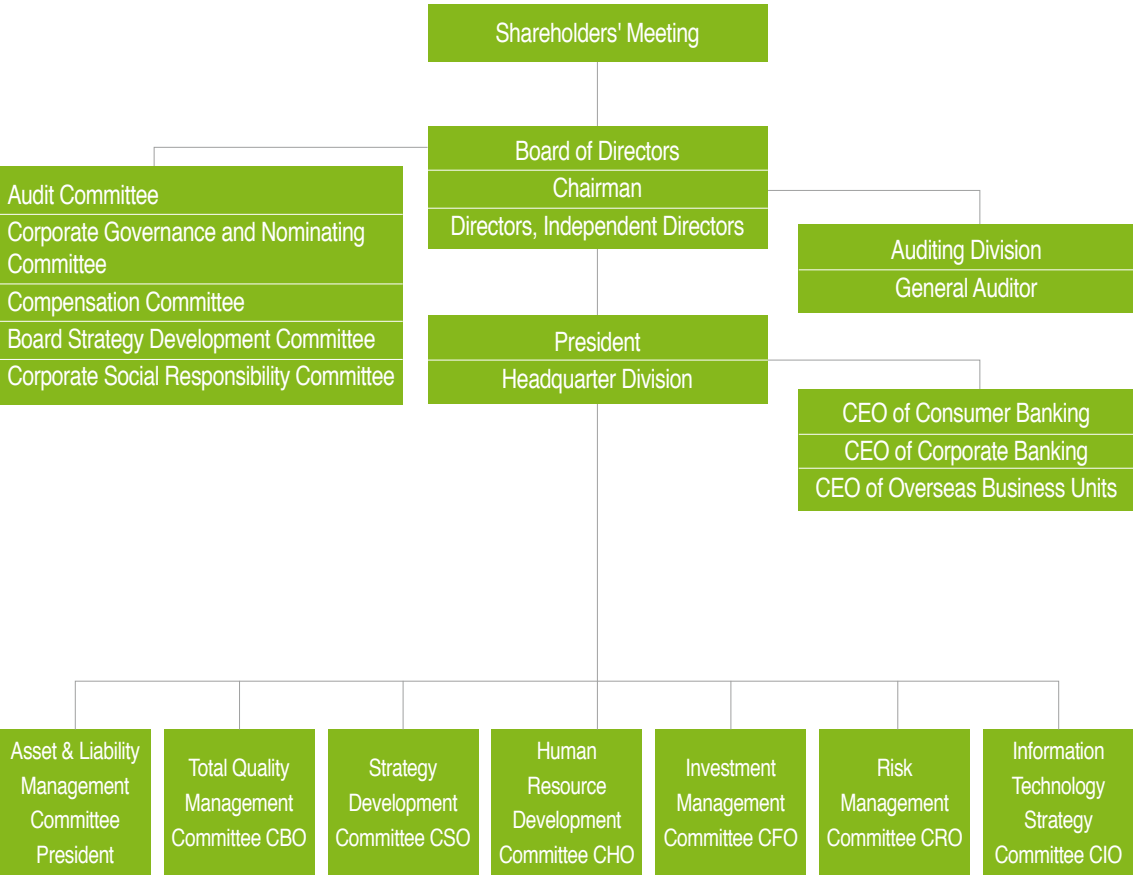 Shareholders' Meeting
Board of Directors
Chairman
Directors, Independent Directors
Audit Committee
Corporate Governance and Nominating
Committee
Compensation Committee
Board Strategy Development Committee
Corporate Social Responsibility Committee
Auditing Division
General Auditor
President
Headquarter Division
CEO of Consumer Banking
CEO of Corporate Banking
CEO of Overseas Business Units
Asset & Liability
Management
Committee
President
Total Quality
Management
Committee CBO
Strategy
Development
Committee CSO
Human
Resource
Development
Committee CHO
Investment
Management
Committee CFO
Risk
Management
Committee CRO
Information
Technology
Strategy
Committee CIO